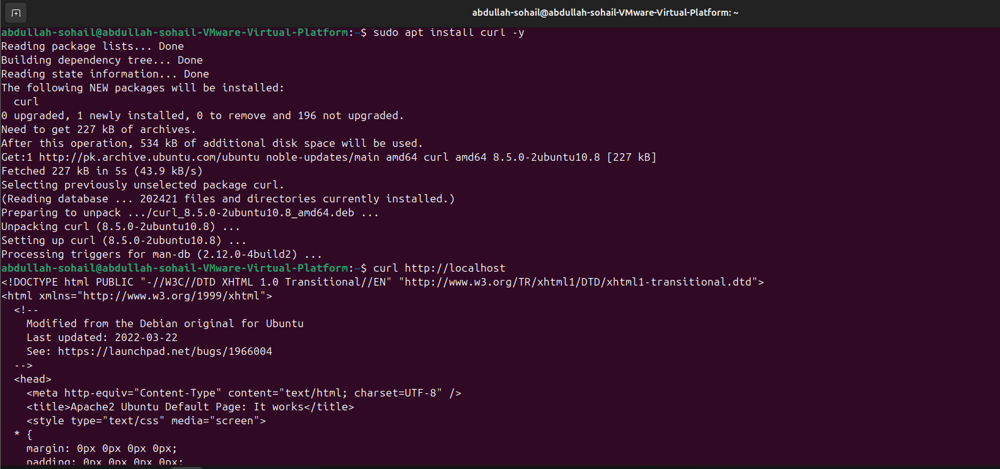 abdullah-sohail@abdullah-sohail-VMware-Virtual-Platform: ~
abdullah-sohail@abdullah-sohail-VMware-Virtual-Platform:~$ sudo apt install curl -y
Reading package lists... Done
Building dependency tree... Done
Reading state information... Done
The following NEW packages will be installed:
  curl
0 upgraded, 1 newly installed, 0 to remove and 196 not upgraded.
Need to get 227 kB of archives.
After this operation, 534 kB of additional disk space will be used.
Get:1 http://pk.archive.ubuntu.com/ubuntu noble-updates/main amd64 curl amd64 8.5.0-2ubuntu10.8 [227 kB]
Fetched 227 kB in 5s (43.9 kB/s)
Selecting previously unselected package curl.
(Reading database ... 202421 files and directories currently installed.)
Preparing to unpack .../curl_8.5.0-2ubuntu10.8_amd64.deb ...
Unpacking curl (8.5.0-2ubuntu10.8) ...
Setting up curl (8.5.0-2ubuntu10.8) ...
Processing triggers for man-db (2.12.0-4build2) ...
abdullah-sohail@abdullah-sohail-VMware-Virtual-Platform:~$ curl http://localhost
<!DOCTYPE html PUBLIC "-//W3C//DTD XHTML 1.0 Transitional//EN" "http://www.w3.org/TR/xhtml1/DTD/xhtml1-transitional.dtd">
<html xmlns="http://www.w3.org/1999/xhtml">
  <!--
    Modified from the Debian original for Ubuntu
    Last updated: 2022-03-22
    See: https://launchpad.net/bugs/1966004
  -->
  <head>
    <meta http-equiv="Content-Type" content="text/html; charset=UTF-8" />
    <title>Apache2 Ubuntu Default Page: It works</title>
    <style type="text/css" media="screen">
  * {
    margin: 0px 0px 0px 0px;
    padding: 0px 0px 0px 0px;